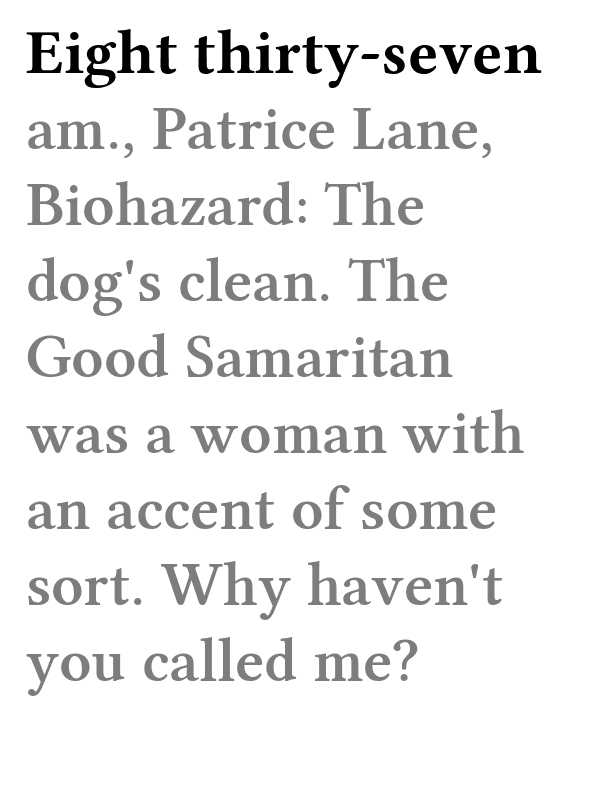 Eight thirty-seven
am., Patrice Lane,
Biohazard: The
dog's clean. The
Good Samaritan
was a woman with
an accent of some
sort. Why haven't
you called me?